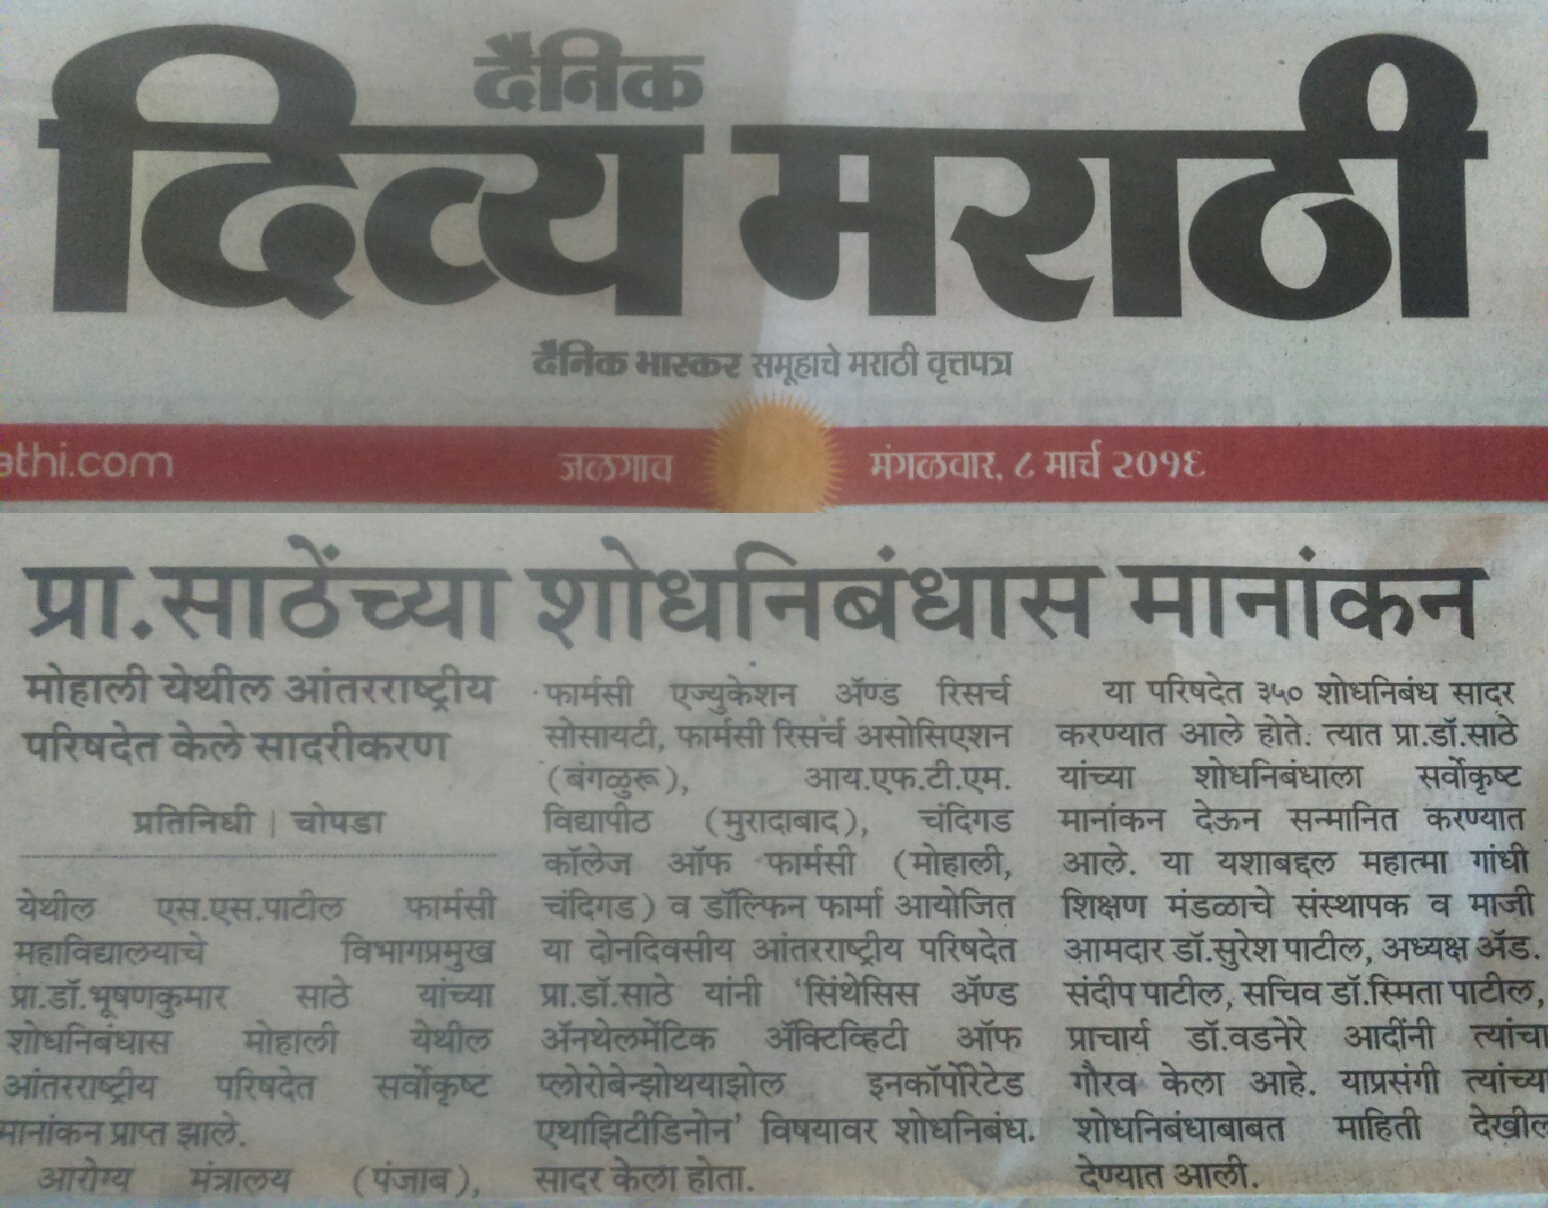 दैनिक
दिव्य मराठी
दैनिक भास्कर समूहाचे मराठी वृत्तपत्र
athi.com
जळगाव
मंगळवार, ८ मार्च २०१६
प्रा.साठेंच्या शोधनिबंधास मानांकन
मोहाली येथील आंतरराष्ट्रीय
परिषदेत केले सादरीकरण
प्रतिनिधी | चोपडा
येथील एस.एस.पाटील फार्मसी
महाविद्यालयाचे विभागप्रमुख
प्रा.डॉ.भूषणकुमार साठे यांच्या
शोधनिबंधास मोहाली येथील
आंतरराष्ट्रीय परिषदेत सर्वोकृष्ट
मानांकन प्राप्त झाले.
आरोग्य मंत्रालय (पंजाब),
फार्मसी एज्युकेशन ॲण्ड रिसर्च
सोसायटी, फार्मसी रिसर्च असोसिएशन
(बंगळुरू), आय.एफ.टी.एम.
विद्यापीठ (मुरादाबाद), चंदिगड
कॉलेज ऑफ फार्मसी (मोहाली,
चंदिगड) व डॉल्फिन फार्मा आयोजित
या दोनदिवसीय आंतरराष्ट्रीय परिषदेत
प्रा.डॉ.साठे यांनी 'सिंथेसिस ॲण्ड
ॲनथेलमेंटिक ॲक्टिव्हिटी ऑफ
प्लोरोबेन्झोथयाझोल इनकॉर्पोरेटेड
एथाझिटीडिनोन' विषयावर शोधनिबंध.
सादर केला होता.
या परिषदेत ३५० शोधनिबंध सादर
करण्यात आले होते. त्यात प्रा.डॉ.साठे
यांच्या शोधनिबंधाला सर्वोकृष्ट
मानांकन देऊन सन्मानित करण्यात
आले. या यशाबद्दल महात्मा गांधी
शिक्षण मंडळाचे संस्थापक व माजी
आमदार डॉ.सुरेश पाटील, अध्यक्ष ॲड.
संदीप पाटील, सचिव डॉ.स्मिता पाटील,
प्राचार्य डॉ.वडनेरे आदींनी त्यांचा
गौरव केला आहे. याप्रसंगी त्यांच्या
शोधनिबंधाबाबत माहिती देखील
देण्यात आली.